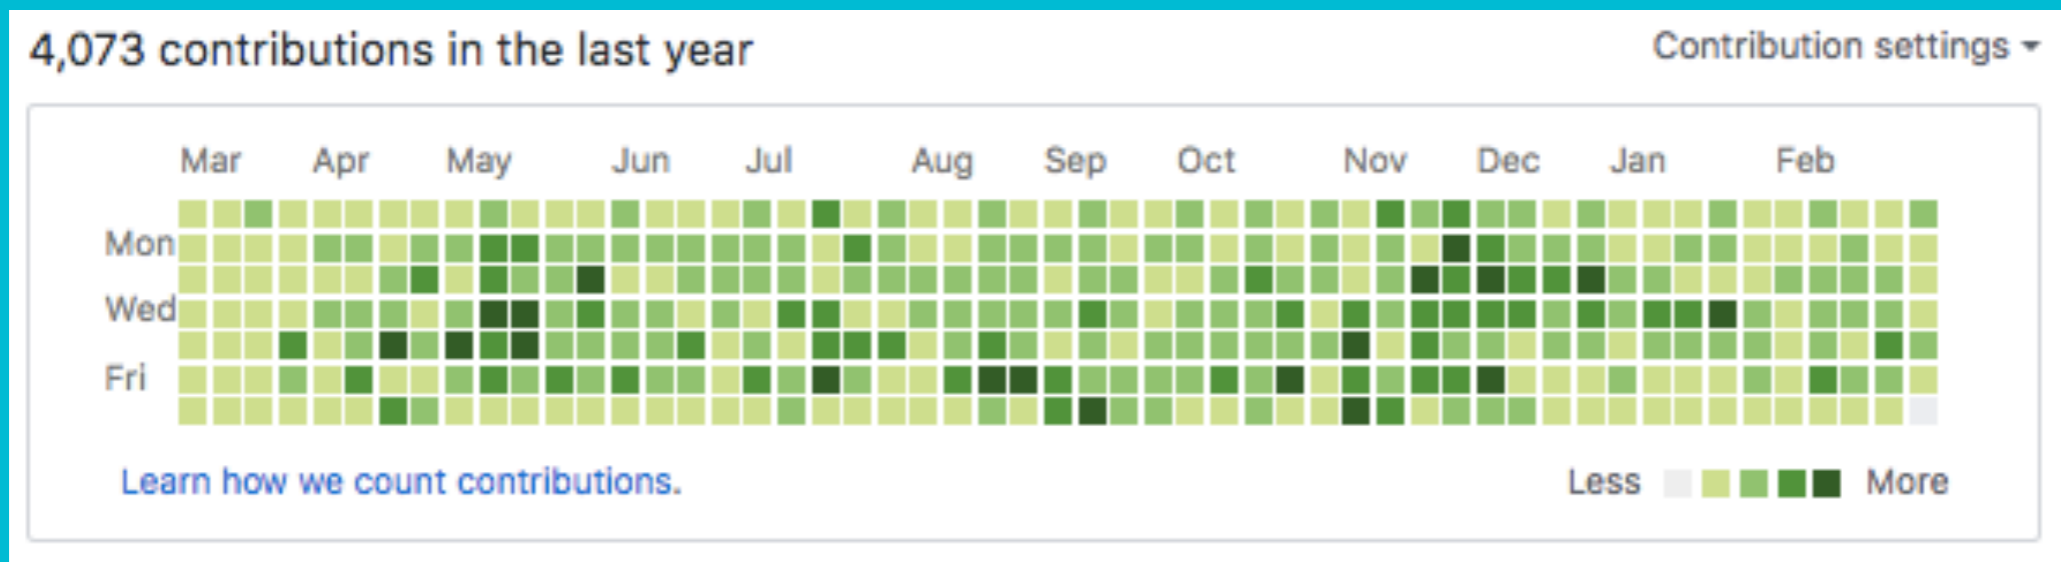 4,073 contributions in the last year
Contribution settings
Mar Apr May Jun Jul Aug Sep Oct Nov Dec Jan Feb
Mon
Wed
Fri
Learn how we count contributions.
Less More